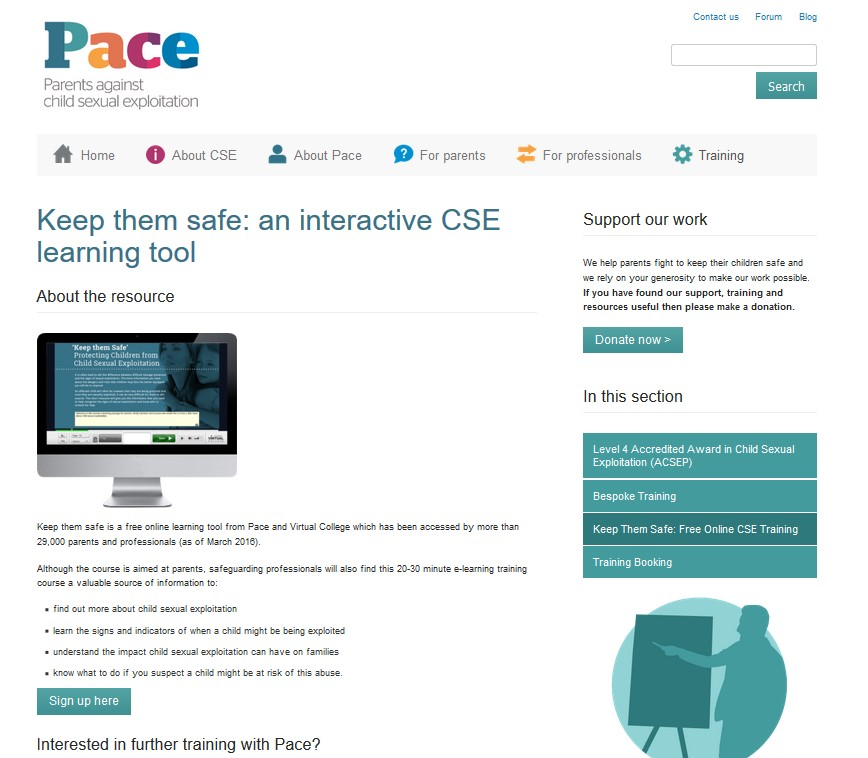 Contact us Forum Blog
Pace
Parents against
child sexual exploitation
Search
Home About CSE About Pace For parents For professionals Training
Keep them safe: an interactive CSE
learning tool
About the resource
'Keep them Safe'
Protecting Children from
Child Sexual Exploitation
Keep them safe is a free online learning tool from Pace and Virtual College which has been accessed by more than
29,000 parents and professionals (as of March 2016).
Although the course is aimed at parents, safeguarding professionals will also find this 20-30 minute e-learning training
course a valuable source of information to:
find out more about child sexual exploitation
learn the signs and indicators of when a child might be being exploited
understand the impact child sexual exploitation can have on families
know what to do if you suspect a child might be at risk of this abuse.
Sign up here
Interested in further training with Pace?
Support our work
We help parents fight to keep their children safe and
we rely on your generosity to make our work possible.
If you have found our support, training and
resources useful then please make a donation.
Donate now >
In this section
Level 4 Accredited Award in Child Sexual
Exploitation (ACSEP)
Bespoke Training
Keep Them Safe: Free Online CSE Training
Training Booking